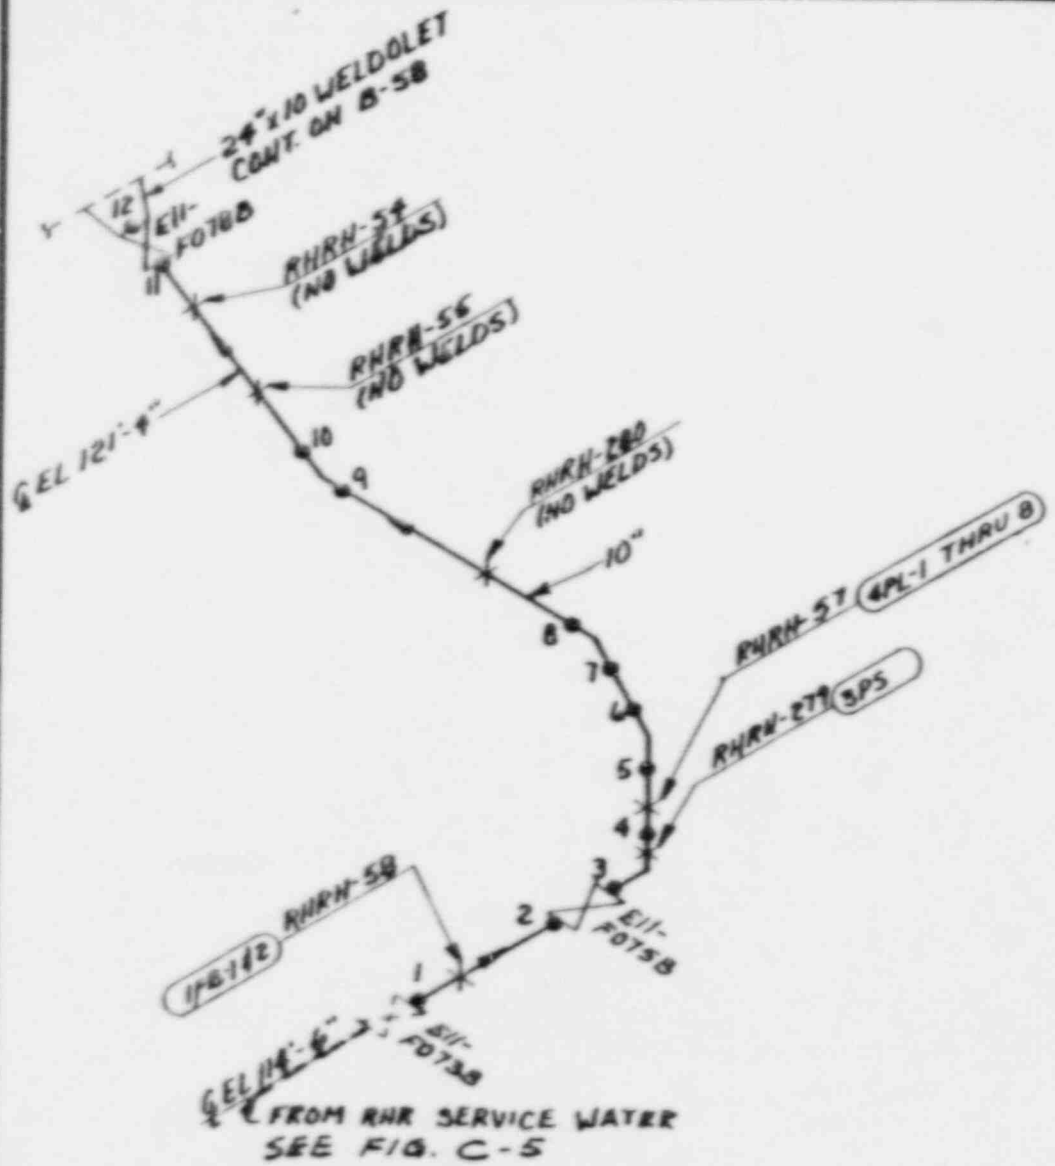 24"x10 WELDOLET
CONT. ON B-58
Y
12
E11-
F078B
11
RHRH-54
(NO WELDS)
RHRH-56
(NO WELDS)
℄ EL 121'-4"
10
9
RHRH-280
(NO WELDS)
10"
8
7
6
5
4
RHRH-57 4PL-1 THRU 8
RHRH-279 3PS
3
2
E11-
F075B
RHRH-58
1
E11-
F073B
℄ EL 114'-6"
FROM RHR SERVICE WATER
SEE FIG. C-5